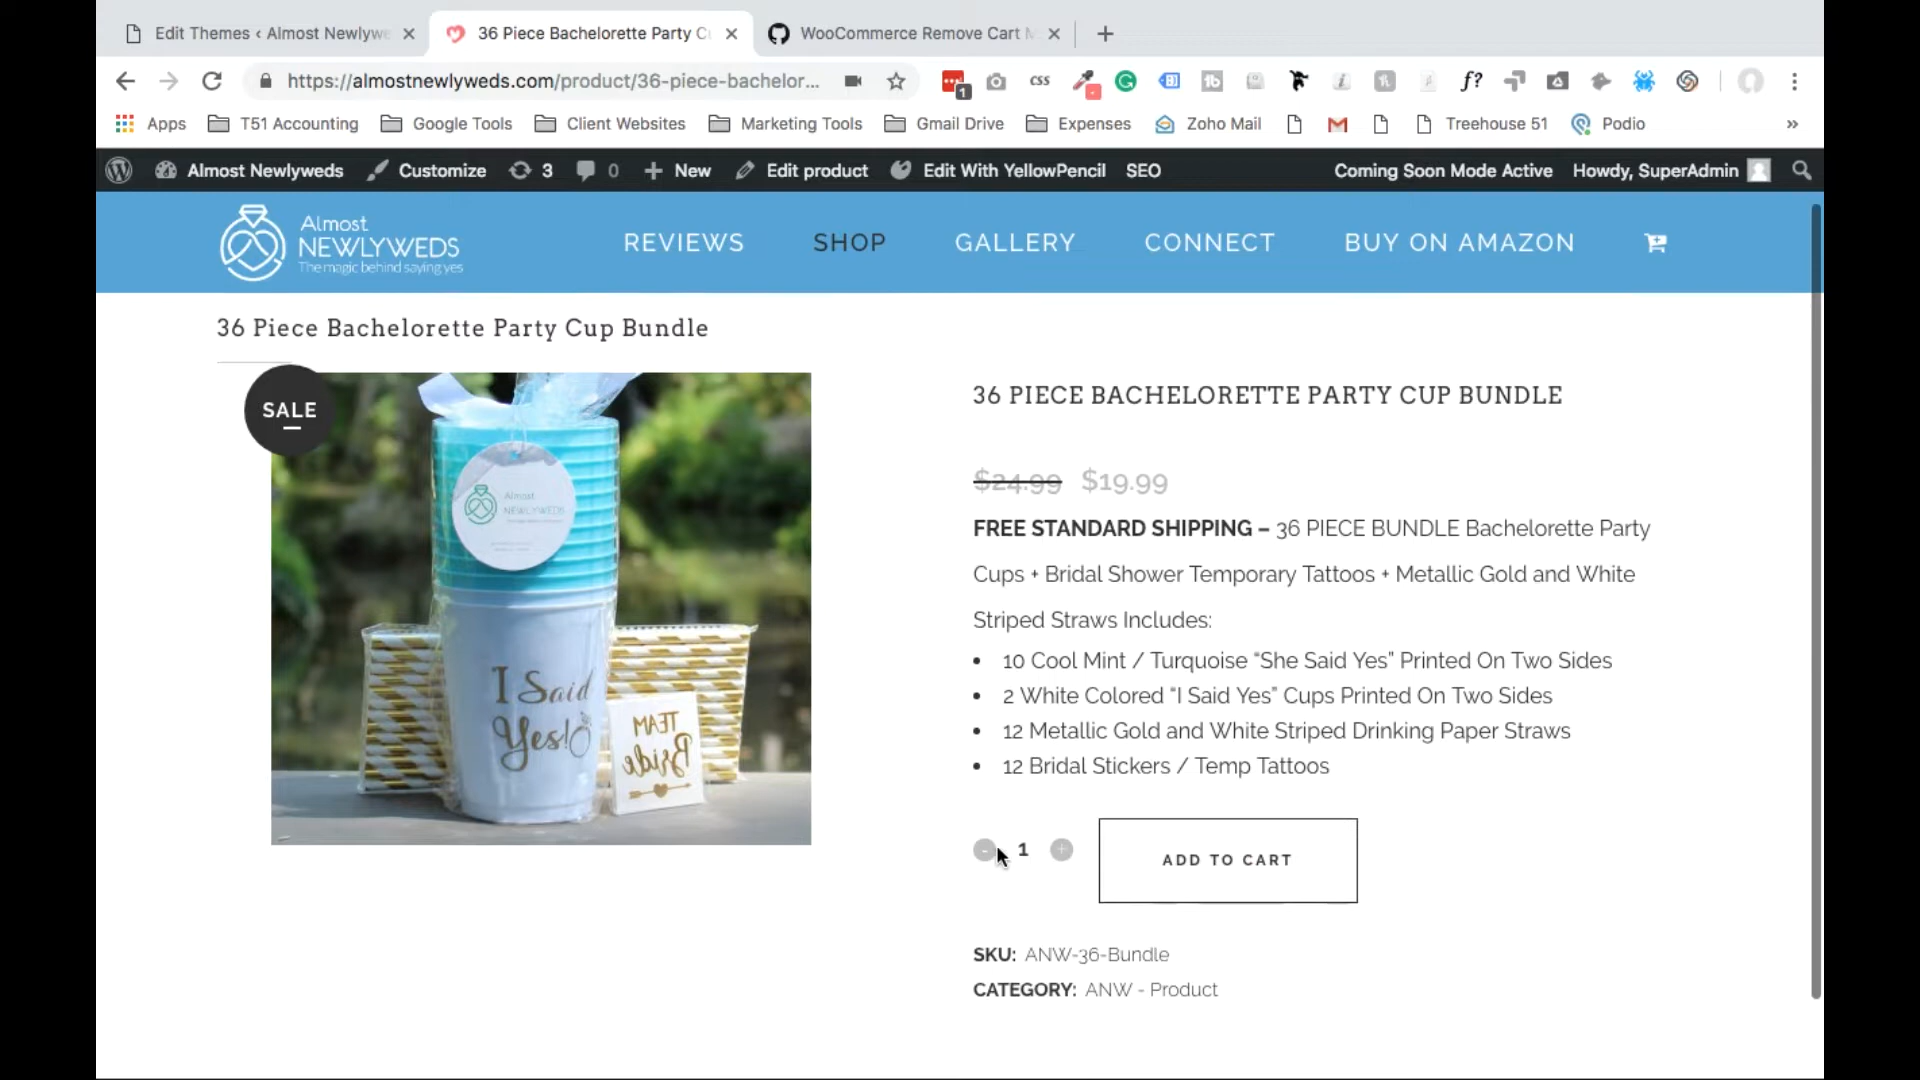 Edit Themes ‹ Almost Newlywe
36 Piece Bachelorette Party C
WooCommerce Remove Cart M
https://almostnewlyweds.com/product/36-piece-bachelor...
1
CSS
f?
Apps
T51 Accounting
Google Tools
Client Websites
Marketing Tools
Gmail Drive
Expenses
Zoho Mail
Treehouse 51
Podio
»
Almost Newlyweds
Customize
3
0
New
Edit product
Edit With YellowPencil
SEO
Coming Soon Mode Active
Howdy, SuperAdmin
Almost
NEWLYWEDS
The magic behind saying yes
REVIEWS
SHOP
GALLERY
CONNECT
BUY ON AMAZON
36 Piece Bachelorette Party Cup Bundle
SALE
Almost
NEWLYWEDS
I Said
Yes!
TEAM
Bride
36 PIECE BACHELORETTE PARTY CUP BUNDLE
$24.99 $19.99
FREE STANDARD SHIPPING – 36 PIECE BUNDLE Bachelorette Party
Cups + Bridal Shower Temporary Tattoos + Metallic Gold and White
Striped Straws Includes:
• 10 Cool Mint / Turquoise “She Said Yes” Printed On Two Sides
• 2 White Colored “I Said Yes” Cups Printed On Two Sides
• 12 Metallic Gold and White Striped Drinking Paper Straws
• 12 Bridal Stickers / Temp Tattoos
- 1 +
ADD TO CART
SKU: ANW-36-Bundle
CATEGORY: ANW - Product